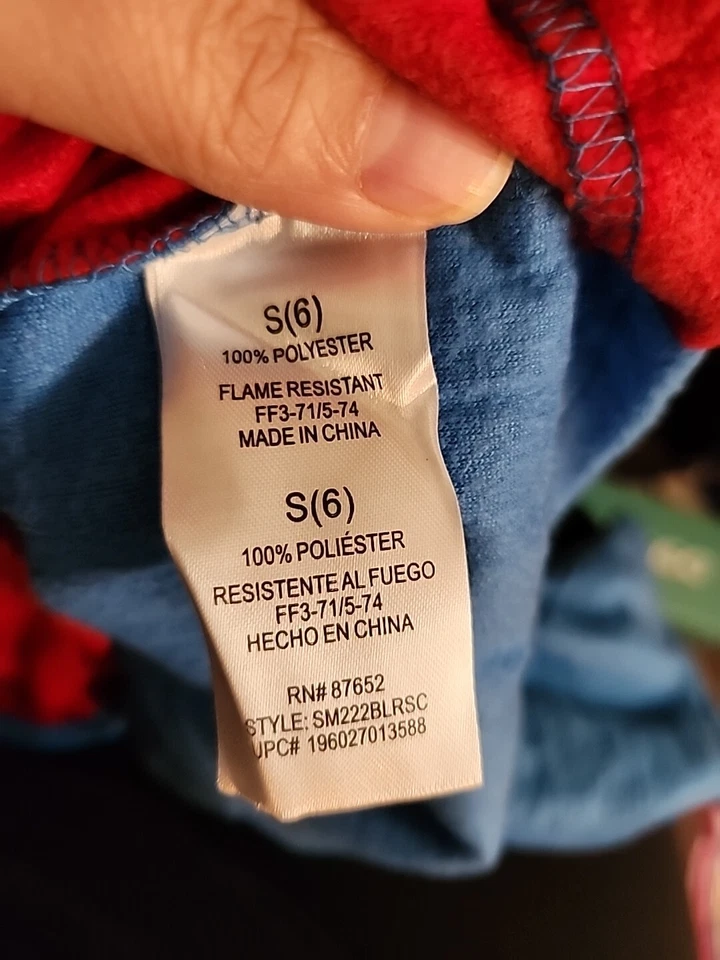 S(6)
100% POLYESTER
FLAME RESISTANT
FF3-71/5-74
MADE IN CHINA
S(6)
100% POLIÉSTER
RESISTENTE AL FUEGO
FF3-71/5-74
HECHO EN CHINA
RN# 87652
STYLE: SM222BLRSC
UPC# 196027013588